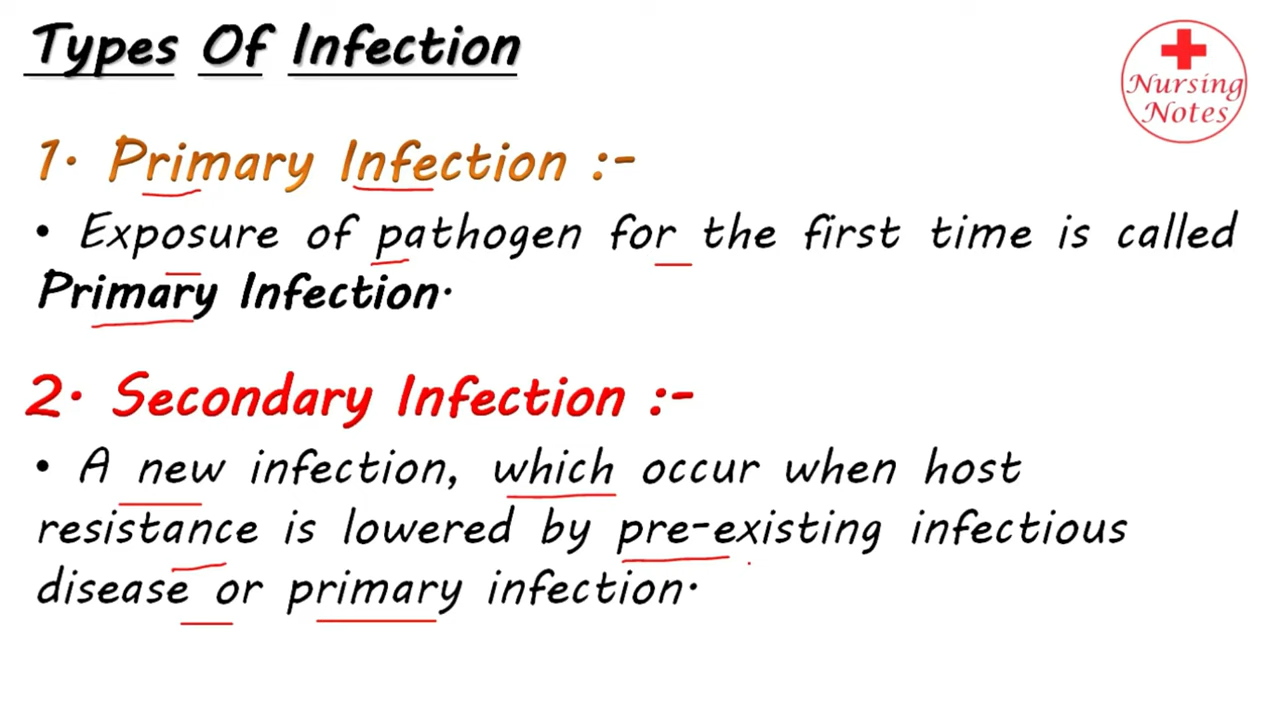 Types Of Infection
Nursing
Notes
1. Primary Infection :-
• Exposure of pathogen for the first time is called
Primary Infection.
2. Secondary Infection :-
• A new infection, which occur when host
resistance is lowered by pre-existing infectious
disease or primary infection.